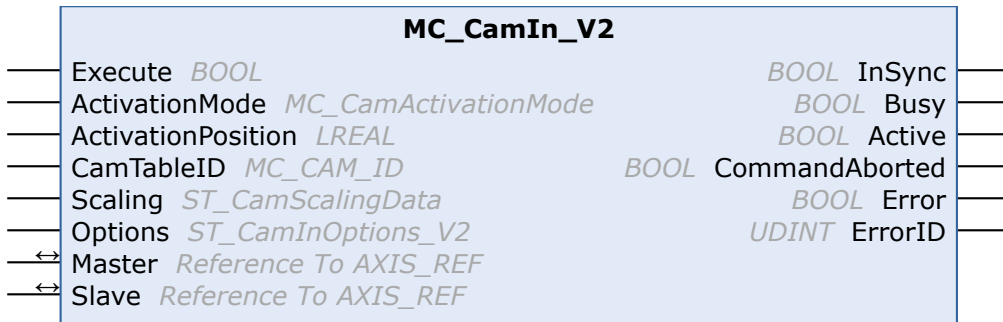 MC_CamIn_V2
Execute BOOL BOOL InSync
ActivationMode MC_CamActivationMode BOOL Busy
ActivationPosition LREAL BOOL Active
CamTableID MC_CAM_ID BOOL CommandAborted
Scaling ST_CamScalingData BOOL Error
Options ST_CamInOptions_V2 UDINT ErrorID
↔ Master Reference To AXIS_REF
↔ Slave Reference To AXIS_REF